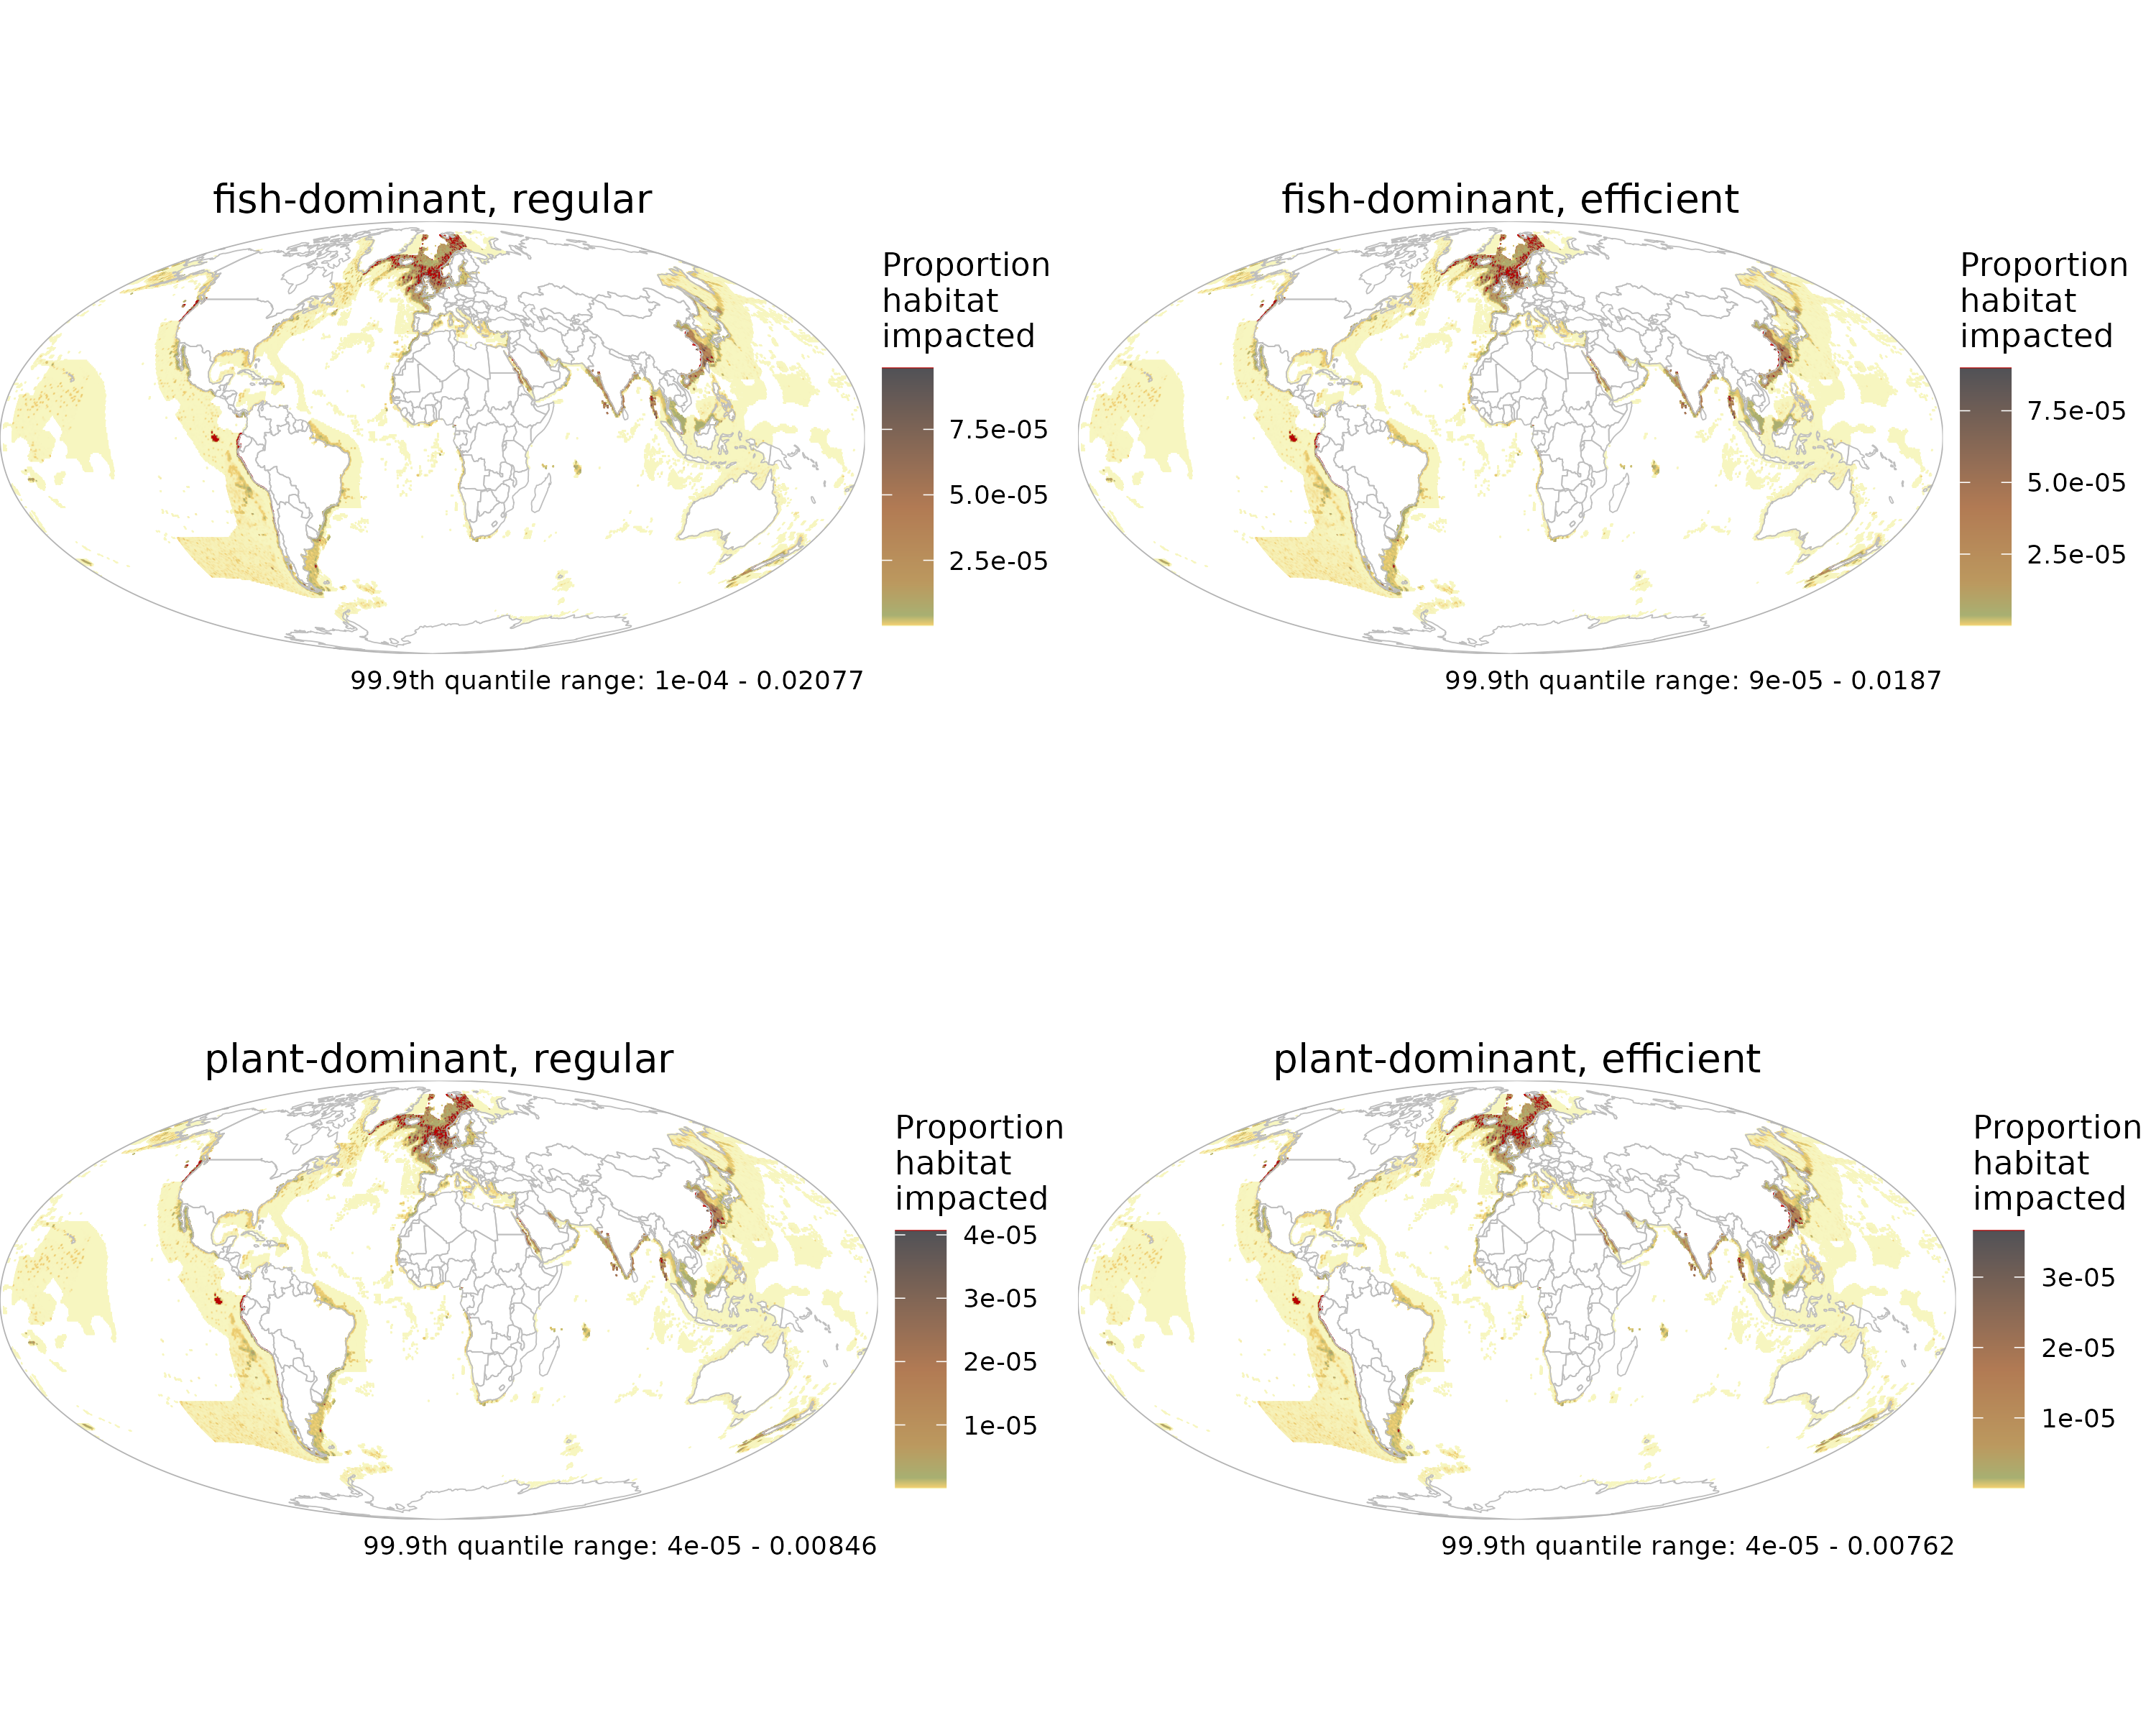 fish-dominant, regular
Proportion
habitat
impacted
7.5e-05
5.0e-05
2.5e-05
99.9th quantile range: 1e-04 - 0.02077
fish-dominant, efficient
Proportion
habitat
impacted
7.5e-05
5.0e-05
2.5e-05
99.9th quantile range: 9e-05 - 0.0187
plant-dominant, regular
Proportion
habitat
impacted
4e-05
3e-05
2e-05
1e-05
99.9th quantile range: 4e-05 - 0.00846
plant-dominant, efficient
Proportion
habitat
impacted
3e-05
2e-05
1e-05
99.9th quantile range: 4e-05 - 0.00762